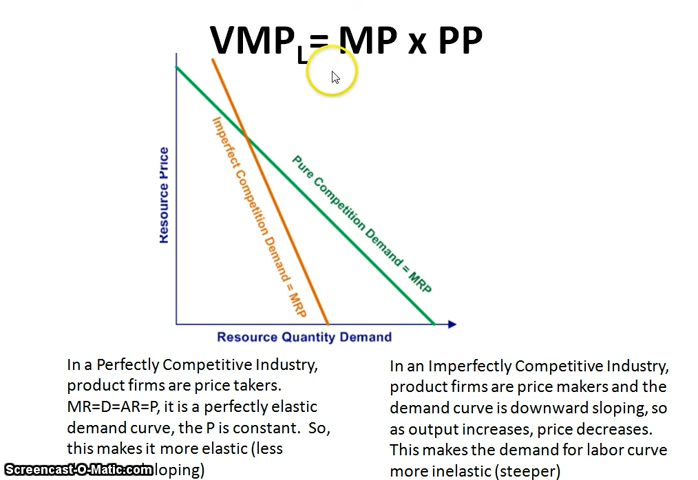 VMPL= MP x PP
Resource Price
Imperfect Competition Demand = MRP
Pure Competition Demand = MRP
Resource Quantity Demand
In a Perfectly Competitive Industry,
product firms are price takers.
MR=D=AR=P, it is a perfectly elastic
demand curve, the P is constant.  So,
this makes it more elastic (less
loping)
In an Imperfectly Competitive Industry,
product firms are price makers and the
demand curve is downward sloping, so
as output increases, price decreases.
This makes the demand for labor curve
more inelastic (steeper)
Screencast-O-Matic.com